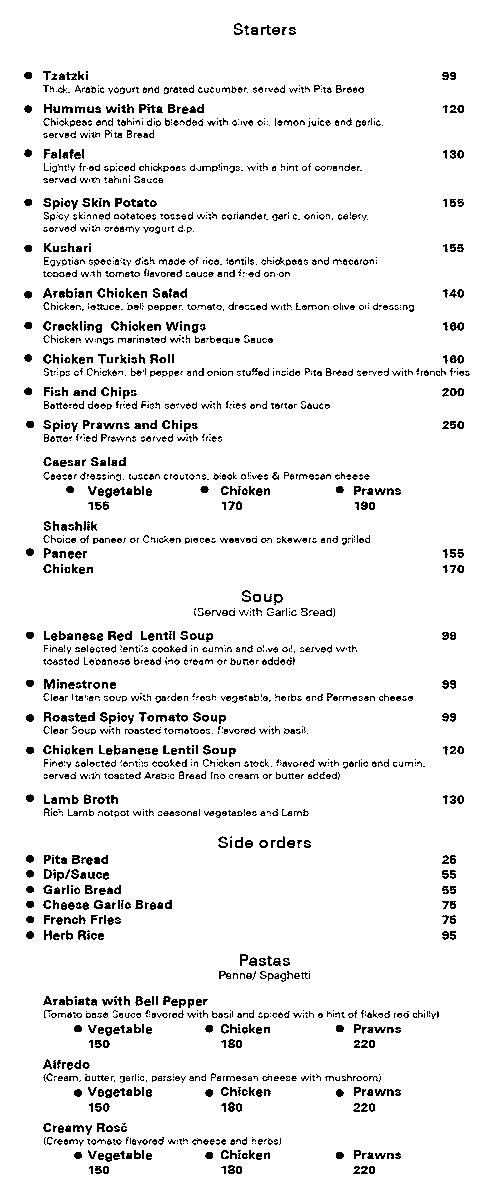 Starters
● Tzatzki 99
Thick, Arabic yogurt and grated cucumber, served with Pita Bread
● Hummus with Pita Bread 120
Chickpeas and tahini dip blended with olive oil, lemon juice and garlic,
served with Pita Bread
● Falafel 130
Lightly fried spiced chickpeas dumplings, with a hint of coriander,
served with tahini Sauce
● Spicy Skin Potato 155
Spicy skinned potatoes tossed with coriander, garlic, onion, celery,
served with creamy yogurt dip.
● Kushari 155
Egyptian specialty dish made of rice, lentils, chickpeas and macaroni
topped with tomato flavored sauce and fried onion
● Arabian Chicken Salad 140
Chicken, lettuce, bell pepper, tomato, dressed with Lemon olive oil dressing
● Crackling Chicken Wings 160
Chicken wings marinated with barbeque Sauce
● Chicken Turkish Roll 160
Strips of Chicken, bell pepper and onion stuffed inside Pita Bread served with french fries
● Fish and Chips 200
Battered deep fried Fish served with fries and tartar Sauce
● Spicy Prawns and Chips 250
Batter fried Prawns served with fries
Caesar Salad
Caesar dressing, tuscan croutons, black olives & Parmesan cheese
● Vegetable ● Chicken ● Prawns
155 170 190
Shashlik
Choice of paneer or Chicken pieces weaved on skewers and grilled
● Paneer 155
Chicken 170
Soup
(Served with Garlic Bread)
● Lebanese Red Lentil Soup 99
Finely selected lentils cooked in cumin and olive oil, served with
toasted Lebanese bread (no cream or butter added)
● Minestrone 99
Clear Italian soup with garden fresh vegetable, herbs and Parmesan cheese
● Roasted Spicy Tomato Soup 99
Clear Soup with roasted tomatoes, flavored with basil.
● Chicken Lebanese Lentil Soup 120
Finely selected lentils cooked in Chicken stock, flavored with garlic and cumin,
served with toasted Arabic Bread (no cream or butter added)
● Lamb Broth 130
Rich Lamb hotpot with seasonal vegetables and Lamb
Side orders
● Pita Bread 25
● Dip/Sauce 55
● Garlic Bread 55
● Cheese Garlic Bread 75
● French Fries 75
● Herb Rice 95
Pastas
Panne/ Spaghetti
Arabiata with Bell Pepper
(Tomato base Sauce flavored with basil and spiced with a hint of flaked red chilly)
● Vegetable ● Chicken ● Prawns
150 180 220
Alfredo
(Cream, butter, garlic, parsley and Parmesan cheese with mushroom)
● Vegetable ● Chicken ● Prawns
150 180 220
Creamy Rosé
(Creamy tomato flavored with cheese and herbs)
● Vegetable ● Chicken ● Prawns
150 180 220